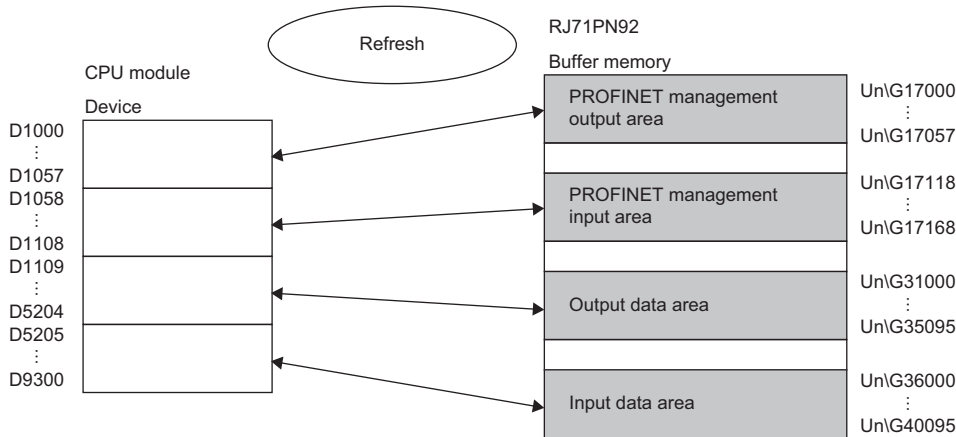 Refresh
RJ71PN92
Buffer memory
CPU module
Device
D1000
⋮
D1057
D1058
⋮
D1108
D1109
⋮
D5204
D5205
⋮
D9300
PROFINET management
output area
PROFINET management
input area
Output data area
Input data area
Un\G17000
⋮
Un\G17057
Un\G17118
⋮
Un\G17168
Un\G31000
⋮
Un\G35095
Un\G36000
⋮
Un\G40095